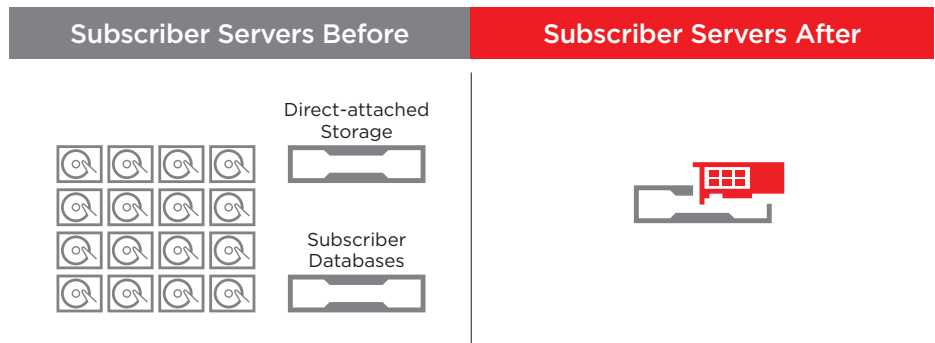 Subscriber Servers Before
Subscriber Servers After
Direct-attached
Storage
Subscriber
Databases